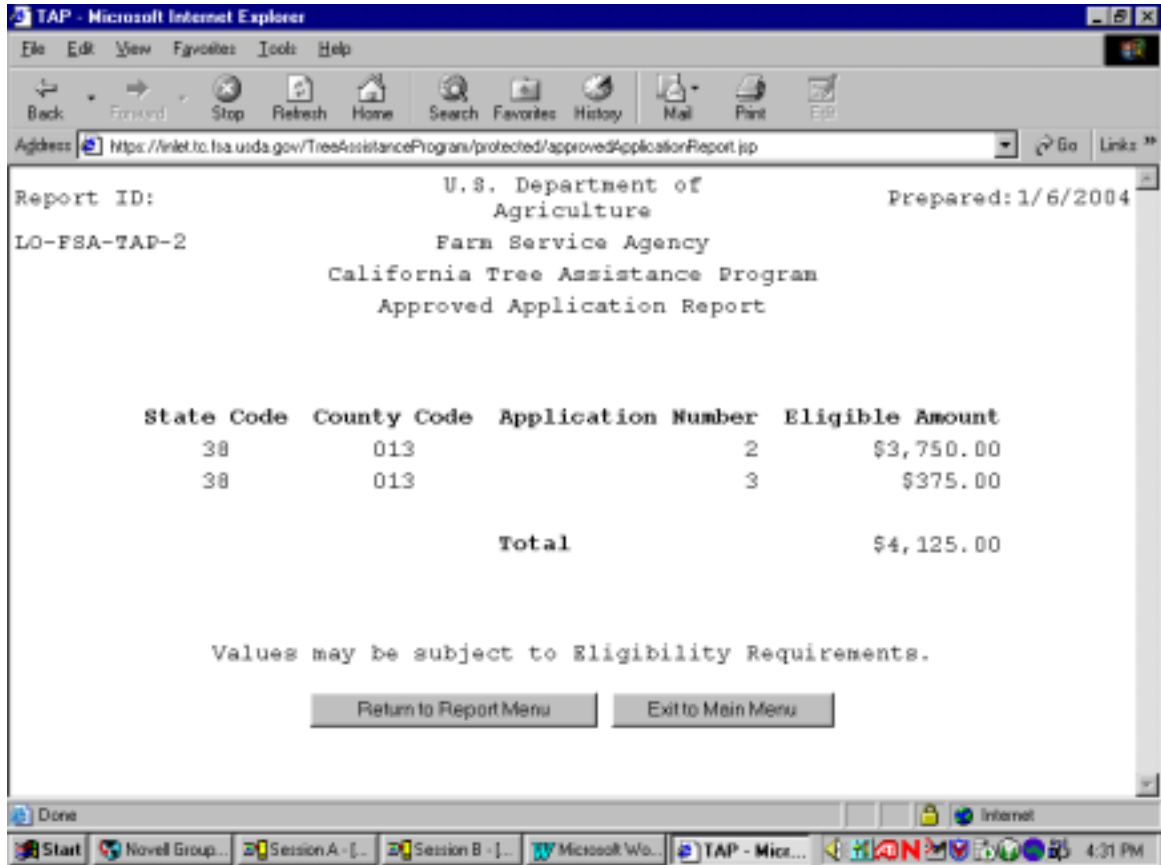 TAP - Microsoft Internet Explorer
File Edit View Favorites Tools Help
Back Forward Stop Refresh Home Search Favorites History Mail Print Edit
Address https://inlet.tc.fsa.usda.gov/TreeAssistanceProgram/protected/approvedApplicationReport.jsp Go Links »
Report ID: U.S. Department of Agriculture Prepared:1/6/2004
LO-FSA-TAP-2 Farm Service Agency
California Tree Assistance Program
Approved Application Report
State Code County Code Application Number Eligible Amount
38 013 2 $3,750.00
38 013 3 $375.00
Total $4,125.00
Values may be subject to Eligibility Requirements.
Return to Report Menu Exit to Main Menu
Done Internet
Start Novell Group... Session A - [... Session B - [... Microsoft Wo... TAP - Micr... 4:31 PM